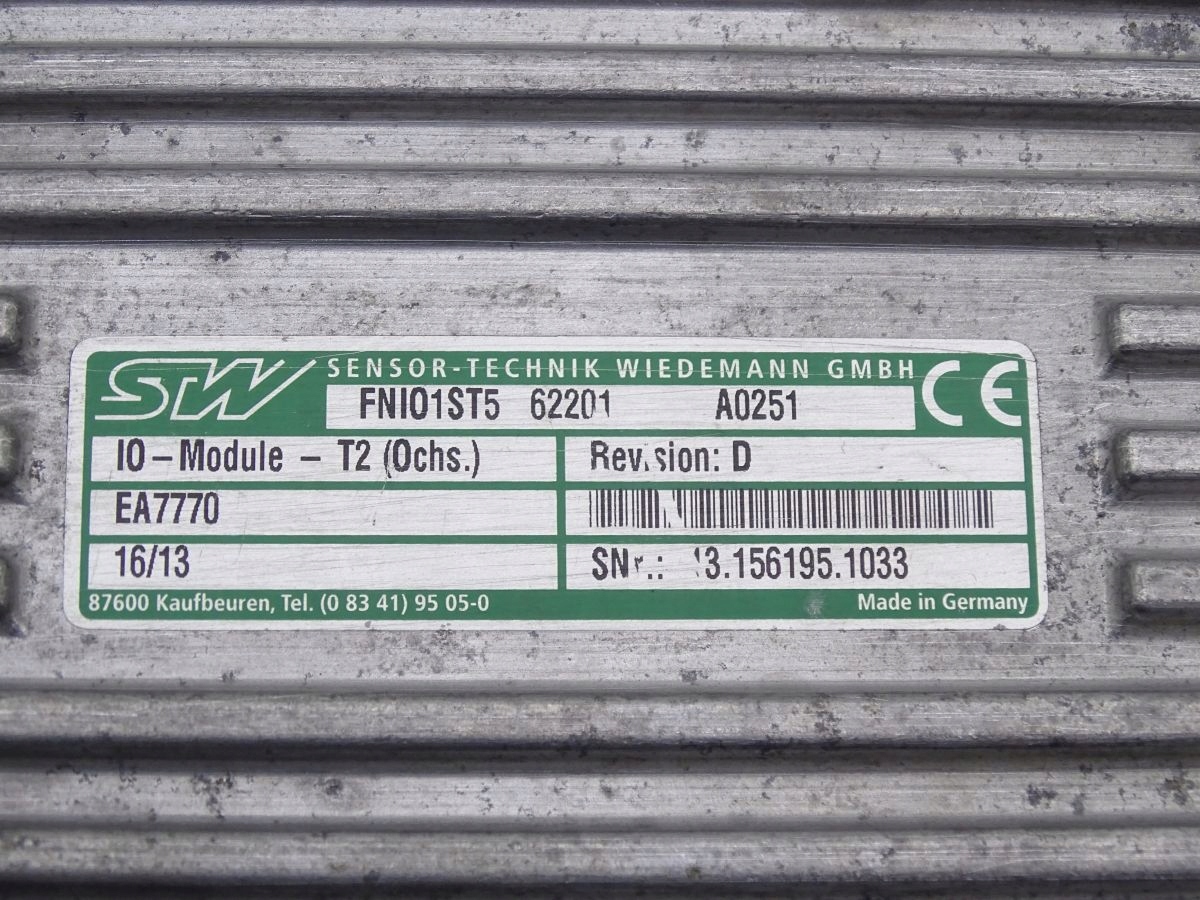 STW SENSOR-TECHNIK WIEDEMANN GMBH CE
FNIO1ST5 62201 A0251
IO-Module - T2 (Ochs.) Revision: D
EA7770
16/13 SNr.: 13.156195.1033
87600 Kaufbeuren, Tel. (0 83 41) 95 05-0 Made in Germany